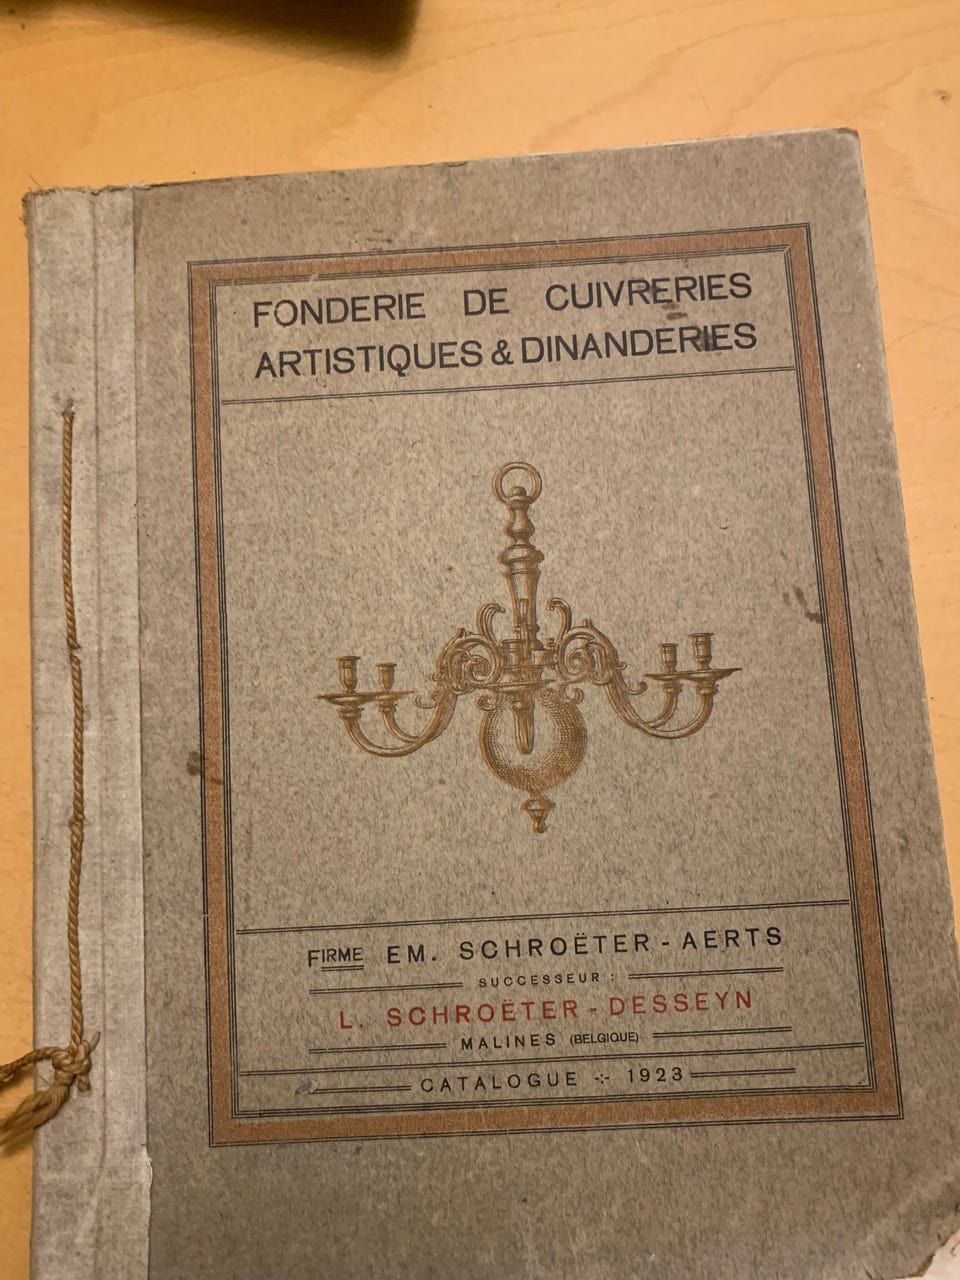 FONDERIE DE CUIVRERIES
ARTISTIQUES & DINANDERIES
FIRME EM. SCHROËTER - AERTS
SUCCESSEUR :
L. SCHROËTER - DESSEYN
MALINES (BELGIQUE)
CATALOGUE -:- 1923